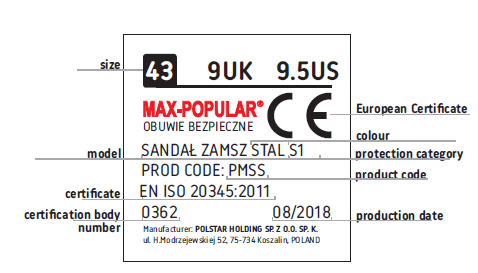 size
43 9UK 9.5US
MAX-POPULAR®
OBUWIE BEZPIECZNE
CE
European Certificate
colour
model
SANDAŁ ZAMSZ STAL S1
protection category
PROD CODE: PMSS
product code
certificate
EN ISO 20345:2011
certification body number
0362
08/2018
production date
Manufacturer: POLSTAR HOLDING SP. Z O.O. SP. K.
ul. H.Modrzejewskiej 52, 75-734 Koszalin, POLAND